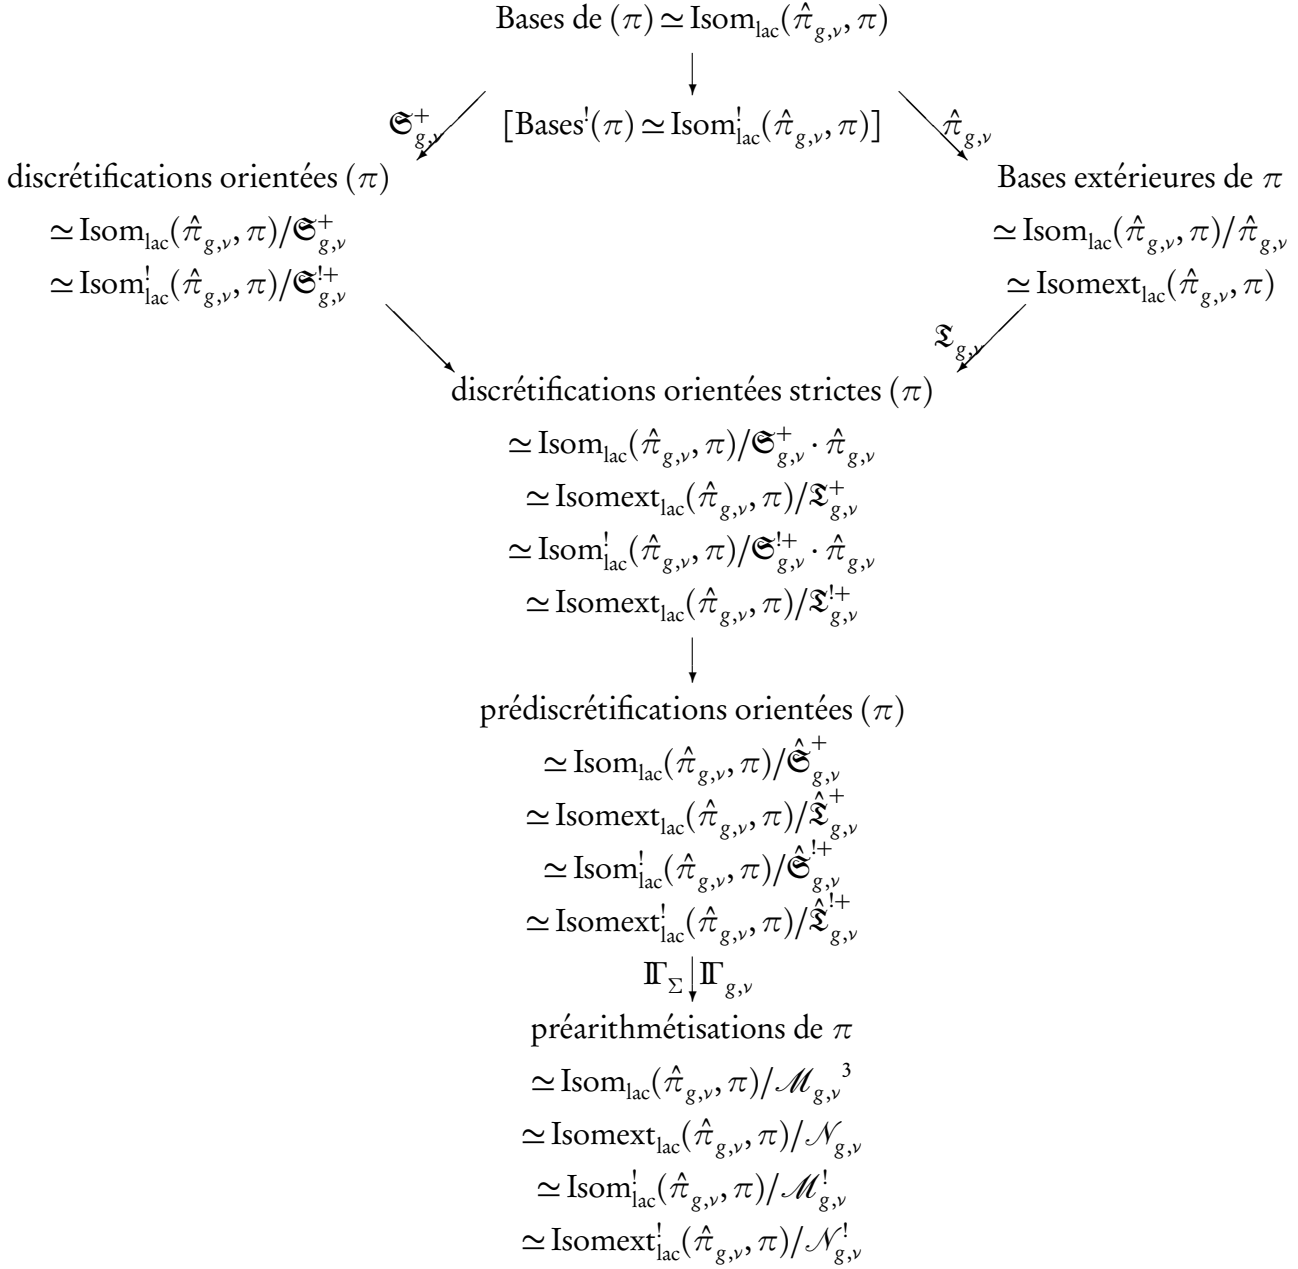 Bases de (π) ≃ Isom_lac(π̂_{g,ν}, π)
𝔖^+_{g,ν}
[Bases^!(π) ≃ Isom^!_lac(π̂_{g,ν}, π)]
π̂_{g,ν}
discrétifications orientées (π)
≃ Isom_lac(π̂_{g,ν}, π)/𝔖^+_{g,ν}
≃ Isom^!_lac(π̂_{g,ν}, π)/𝔖^{!+}_{g,ν}
Bases extérieures de π
≃ Isom_lac(π̂_{g,ν}, π)/π̂_{g,ν}
≃ Isomext_lac(π̂_{g,ν}, π)
𝔗_{g,ν}
discrétifications orientées strictes (π)
≃ Isom_lac(π̂_{g,ν}, π)/𝔖^+_{g,ν} · π̂_{g,ν}
≃ Isomext_lac(π̂_{g,ν}, π)/𝔗^+_{g,ν}
≃ Isom^!_lac(π̂_{g,ν}, π)/𝔖^{!+}_{g,ν} · π̂_{g,ν}
≃ Isomext_lac(π̂_{g,ν}, π)/𝔗^{!+}_{g,ν}
prédiscrétifications orientées (π)
≃ Isom_lac(π̂_{g,ν}, π)/𝔖̂^+_{g,ν}
≃ Isomext_lac(π̂_{g,ν}, π)/𝔗̂^+_{g,ν}
≃ Isom^!_lac(π̂_{g,ν}, π)/𝔖̂^{!+}_{g,ν}
≃ Isomext^!_lac(π̂_{g,ν}, π)/𝔗̂^{!+}_{g,ν}
IΓ_Σ IΓ_{g,ν}
préarithmétisations de π
≃ Isom_lac(π̂_{g,ν}, π)/ℳ_{g,ν}^3
≃ Isomext_lac(π̂_{g,ν}, π)/𝒩_{g,ν}
≃ Isom^!_lac(π̂_{g,ν}, π)/ℳ^!_{g,ν}
≃ Isomext^!_lac(π̂_{g,ν}, π)/𝒩^!_{g,ν}